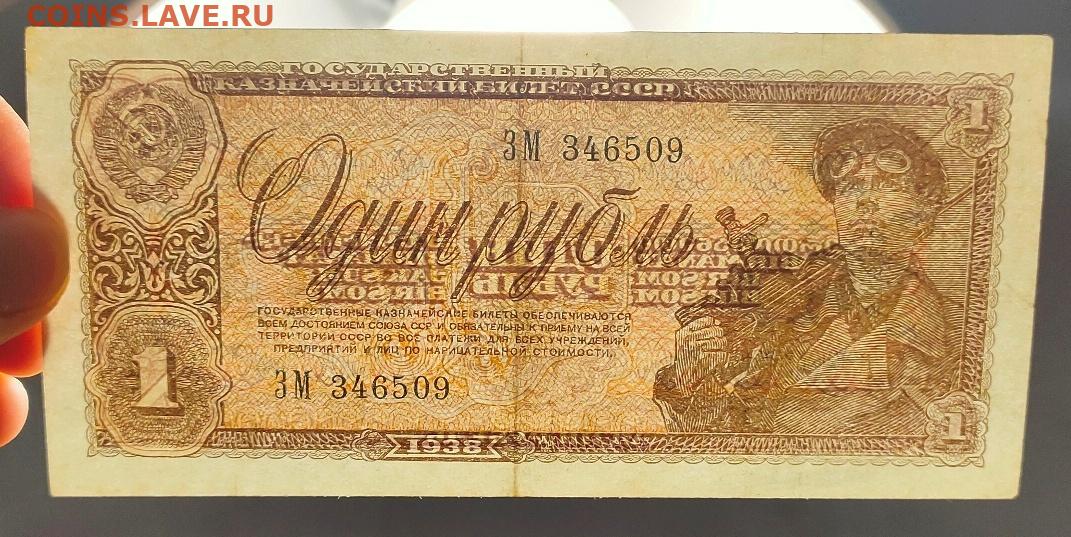 COINS.LAVE.RU
ГОСУДАРСТВЕННЫЙ
КАЗНАЧЕЙСКИЙ БИЛЕТ СССР
1
ЗМ 346509
Один рубль
ГОСУДАРСТВЕННЫЕ КАЗНАЧЕЙСКИЕ БИЛЕТЫ ОБЕСПЕЧИВАЮТСЯ
ВСЕМ ДОСТОЯНИЕМ СОЮЗА ССР И ОБЯЗАТЕЛЬНЫ К ПРИЕМУ НА ВСЕЙ
ТЕРРИТОРИИ СССР ВО ВСЕ ПЛАТЕЖИ ДЛЯ ВСЕХ УЧРЕЖДЕНИЙ,
ПРЕДПРИЯТИЙ И ЛИЦ ПО НАРИЦАТЕЛЬНОЙ СТОИМОСТИ.
1
ЗМ 346509
1
1938